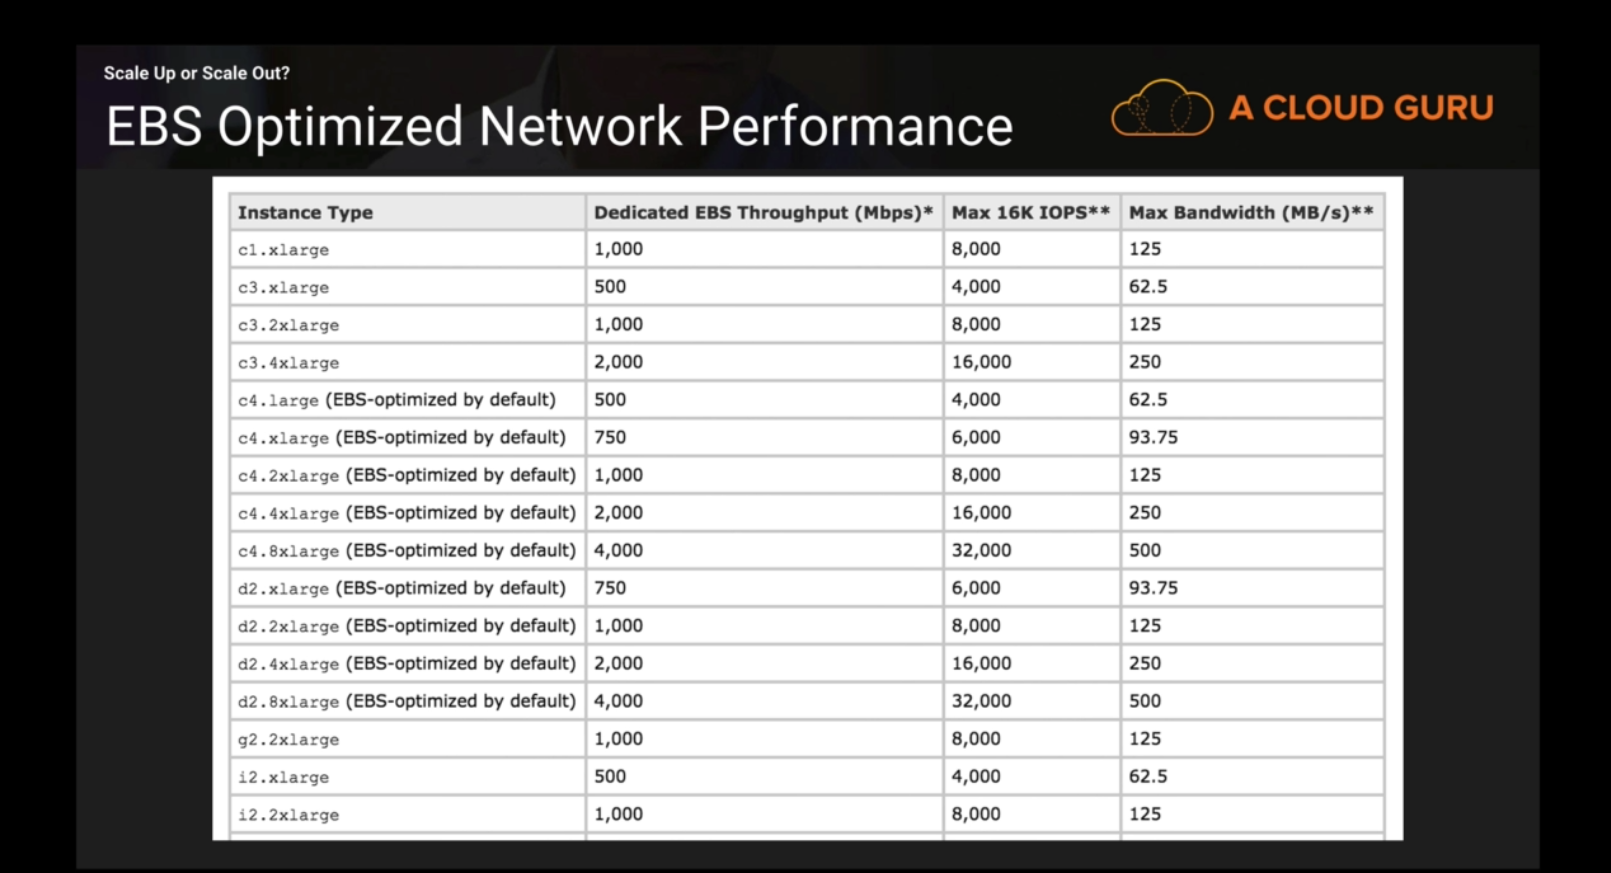 Scale Up or Scale Out?
EBS Optimized Network Performance
A CLOUD GURU
Instance Type Dedicated EBS Throughput (Mbps)* Max 16K IOPS** Max Bandwidth (MB/s)**
c1.xlarge 1,000 8,000 125
c3.xlarge 500 4,000 62.5
c3.2xlarge 1,000 8,000 125
c3.4xlarge 2,000 16,000 250
c4.large (EBS-optimized by default) 500 4,000 62.5
c4.xlarge (EBS-optimized by default) 750 6,000 93.75
c4.2xlarge (EBS-optimized by default) 1,000 8,000 125
c4.4xlarge (EBS-optimized by default) 2,000 16,000 250
c4.8xlarge (EBS-optimized by default) 4,000 32,000 500
d2.xlarge (EBS-optimized by default) 750 6,000 93.75
d2.2xlarge (EBS-optimized by default) 1,000 8,000 125
d2.4xlarge (EBS-optimized by default) 2,000 16,000 250
d2.8xlarge (EBS-optimized by default) 4,000 32,000 500
g2.2xlarge 1,000 8,000 125
i2.xlarge 500 4,000 62.5
i2.2xlarge 1,000 8,000 125